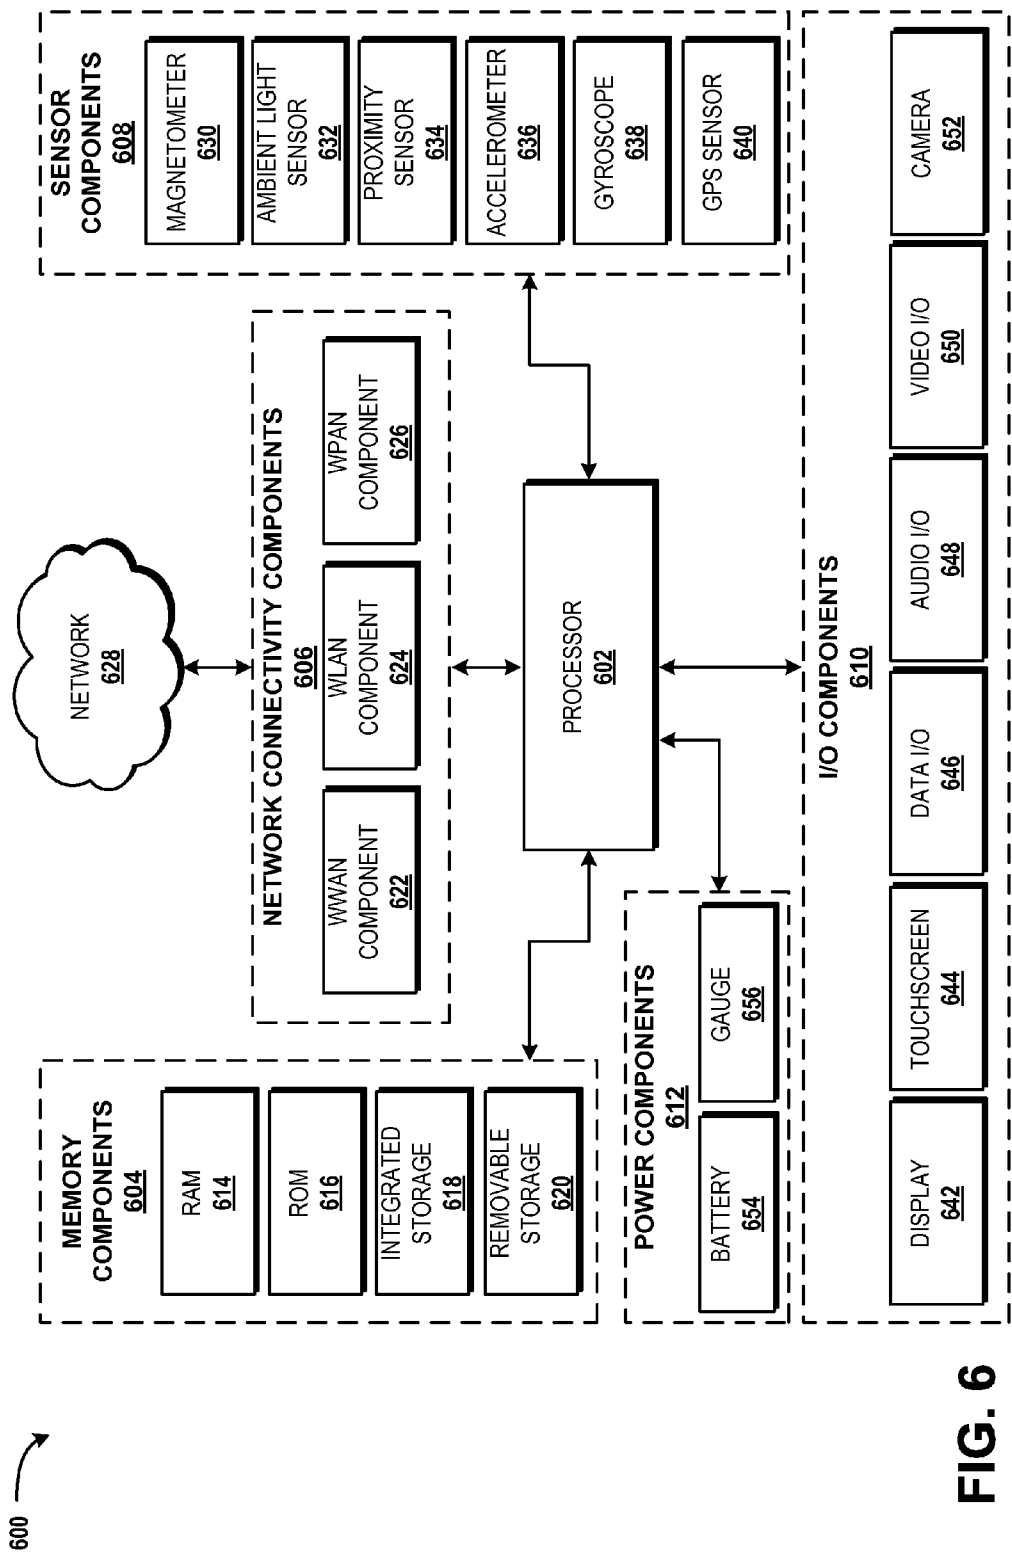 600
NETWORK
628
MEMORY
COMPONENTS
604
RAM
614
ROM
616
INTEGRATED
STORAGE
618
REMOVABLE
STORAGE
620
NETWORK CONNECTIVITY COMPONENTS
606
WWAN
COMPONENT
622
WLAN
COMPONENT
624
WPAN
COMPONENT
626
SENSOR
COMPONENTS
608
MAGNETOMETER
630
AMBIENT LIGHT
SENSOR
632
PROXIMITY
SENSOR
634
ACCELEROMETER
636
GYROSCOPE
638
GPS SENSOR
640
PROCESSOR
602
POWER COMPONENTS
612
BATTERY
654
GAUGE
656
I/O COMPONENTS
610
DISPLAY
642
TOUCHSCREEN
644
DATA I/O
646
AUDIO I/O
648
VIDEO I/O
650
CAMERA
652
FIG. 6